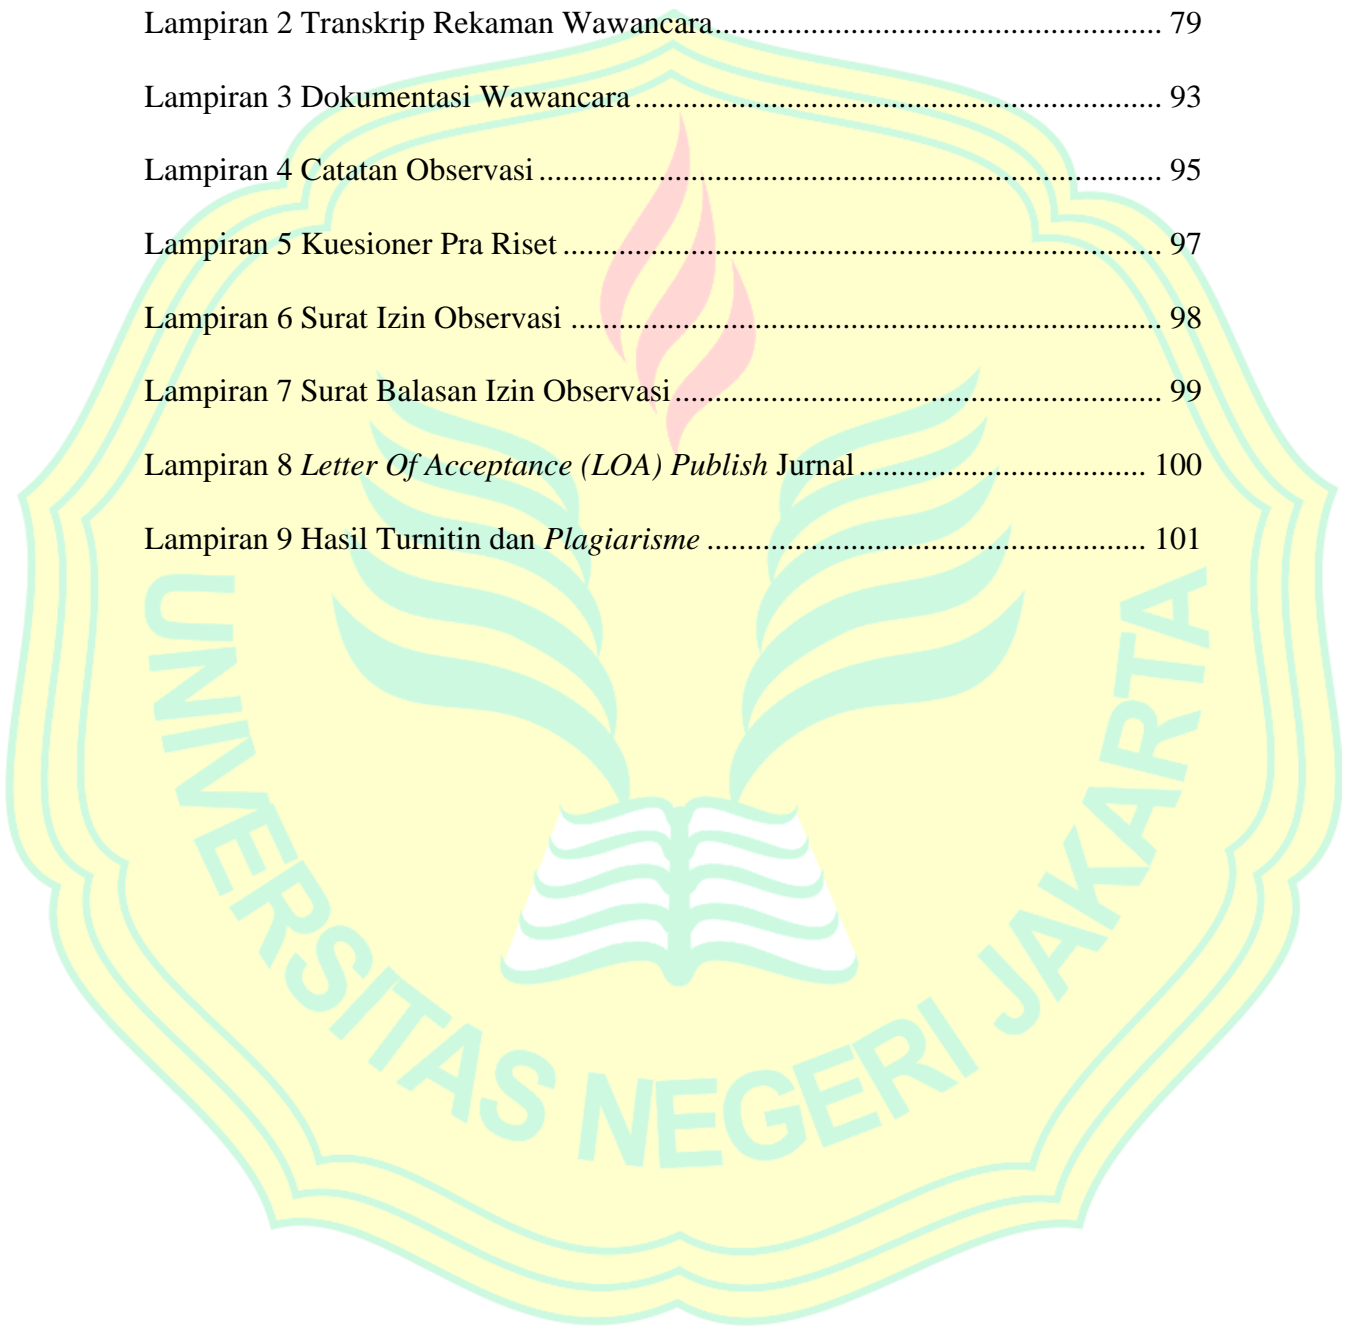 Lampiran 2 Transkrip Rekaman Wawancara....................................................... 79
Lampiran 3 Dokumentasi Wawancara................................................................. 93
Lampiran 4 Catatan Observasi............................................................................. 95
Lampiran 5 Kuesioner Pra Riset.......................................................................... 97
Lampiran 6 Surat Izin Observasi ......................................................................... 98
Lampiran 7 Surat Balasan Izin Observasi............................................................ 99
Lampiran 8 Letter Of Acceptance (LOA) Publish Jurnal................................... 100
Lampiran 9 Hasil Turnitin dan Plagiarisme ...................................................... 101
UNIVERSITAS NEGERI JAKARTA